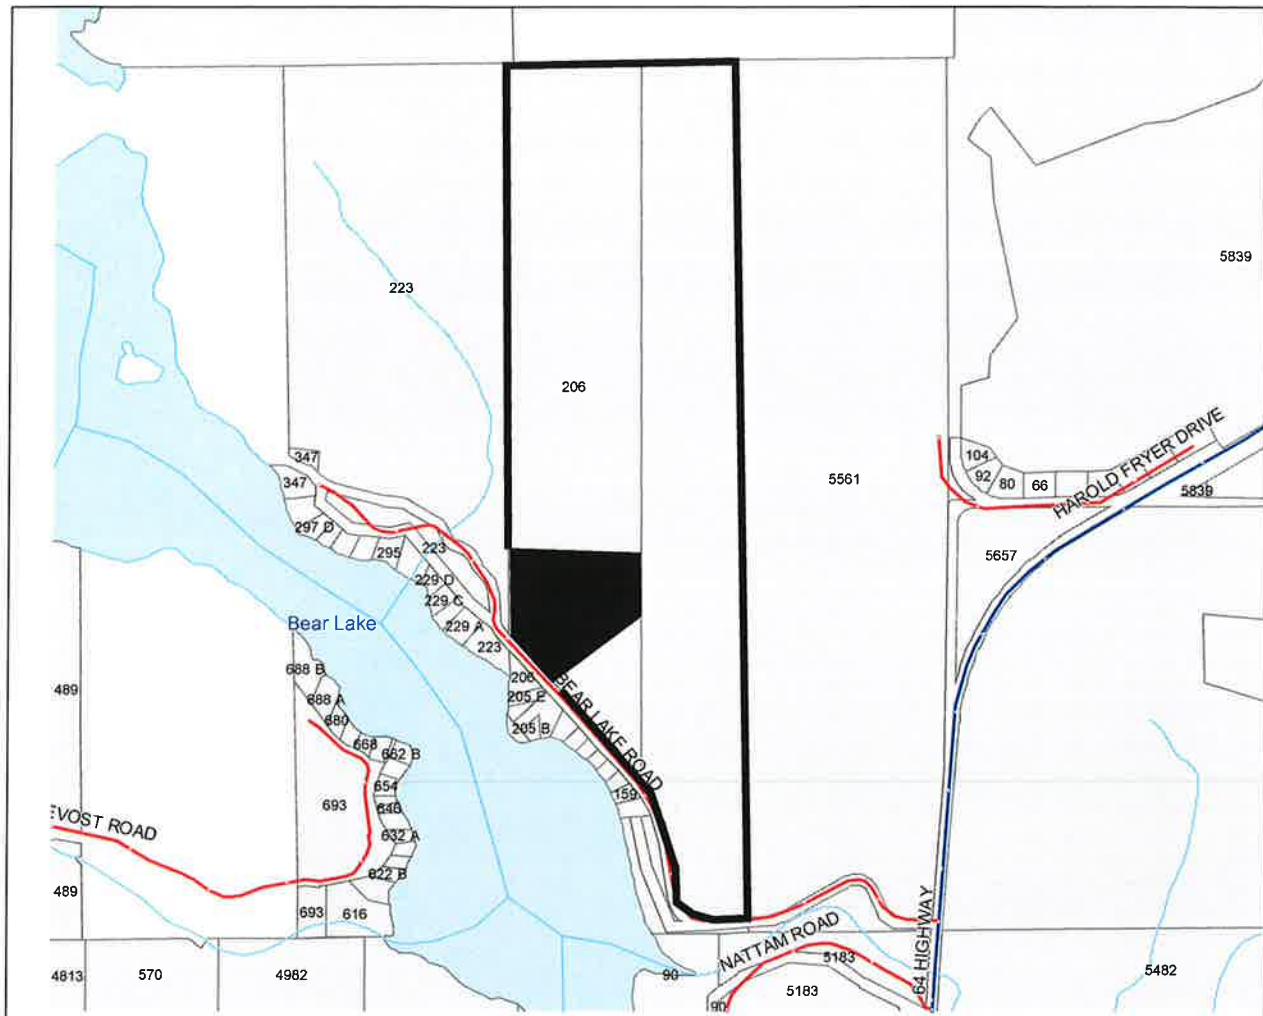 5839
223
206
347
104
HAROLD FRYER DRIVE
5561
92
80
66
347
5839
297 D
295
223
5657
229 D
229 C
Bear Lake
229 A
223
688 B
206
489
688 A
205 E
BEAR LAKE ROAD
680
205 B
668
662 B
654
159
693
640
EVOST ROAD
632 A
622 B
489
693
616
64 HIGHWAY
NATTAM ROAD
4813
570
4982
90
5183
5482
5183
90